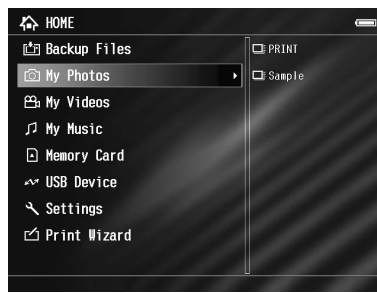 HOME
Backup Files
My Photos
My Videos
My Music
Memory Card
USB Device
Settings
Print Wizard
PRINT
Sample